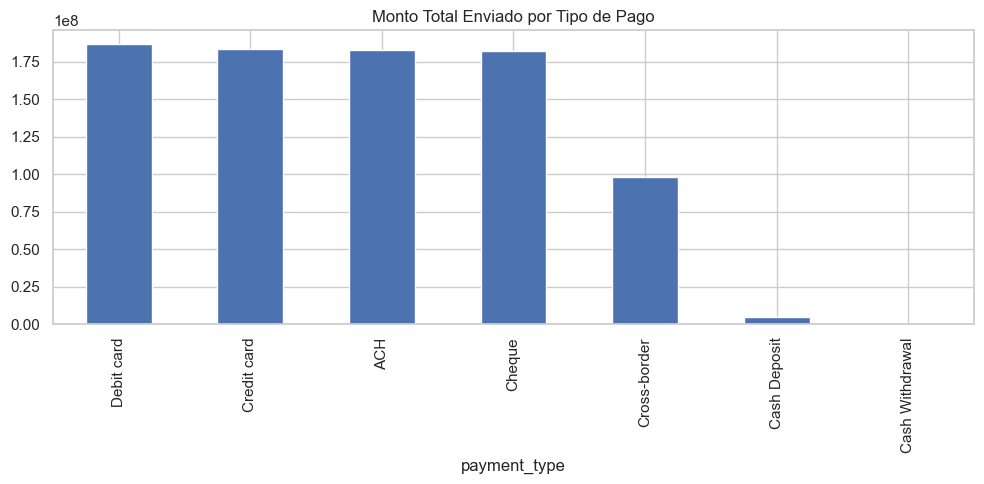 Monto Total Enviado por Tipo de Pago
1e8
1.75
1.50
1.25
1.00
0.75
0.50
0.25
0.00
Debit card
Credit card
ACH
Cheque
Cross-border
Cash Deposit
Cash Withdrawal
payment_type